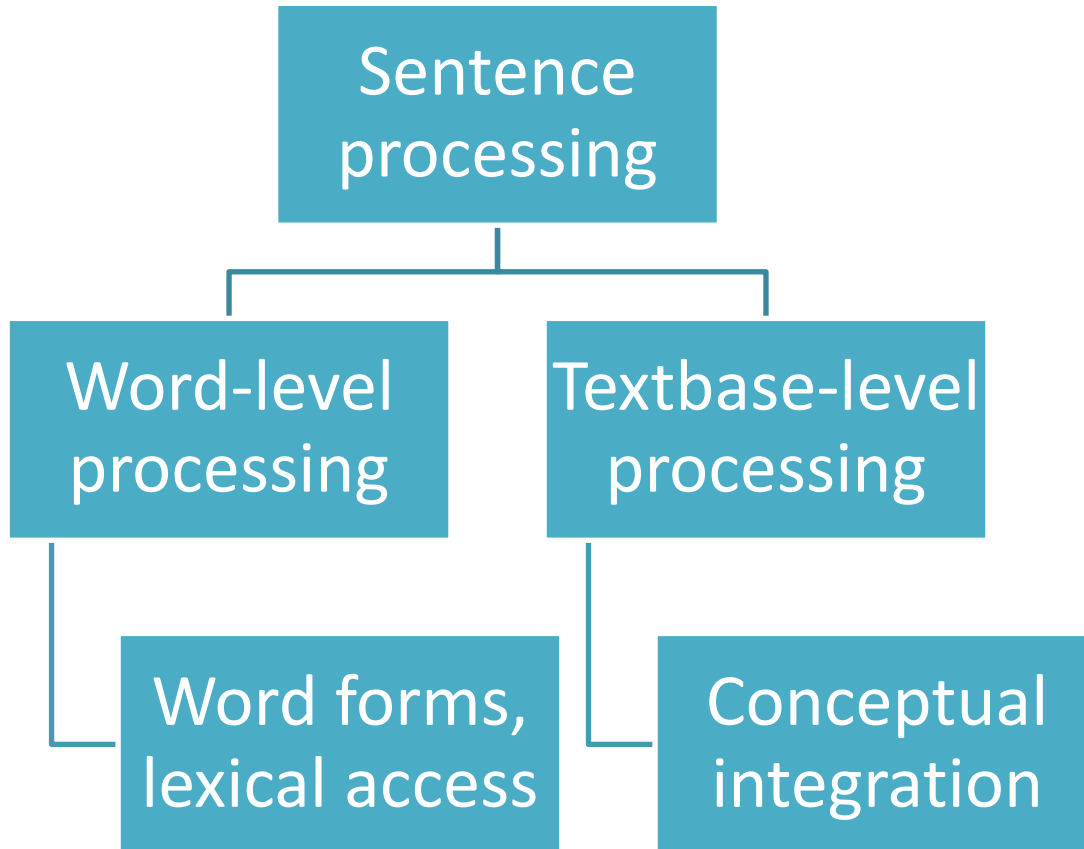 Sentence
processing
Word-level
processing
Textbase-level
processing
Word forms,
lexical access
Conceptual
integration